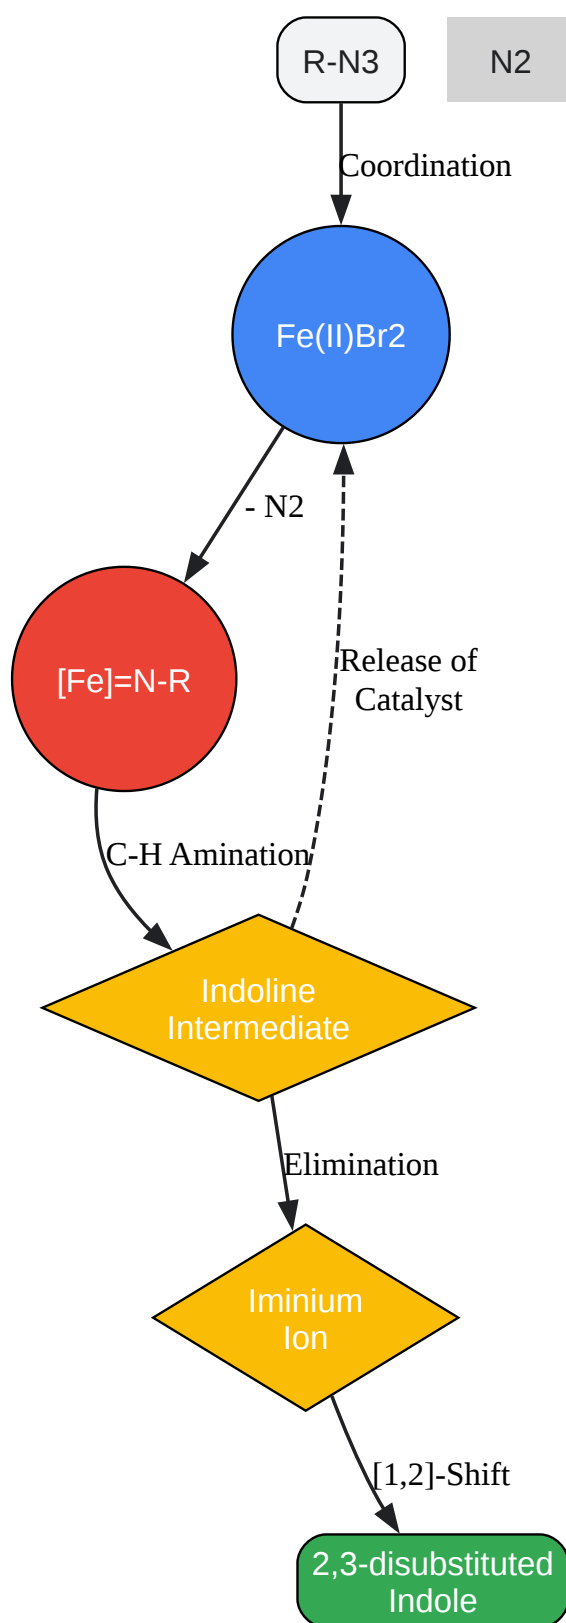 R-N3
N2
Coordination
Fe(II)Br2
- N2
[Fe]=N-R
Release of
Catalyst
C-H Amination
Indoline
Intermediate
Elimination
Iminium
Ion
[1,2]-Shift
2,3-disubstituted
Indole